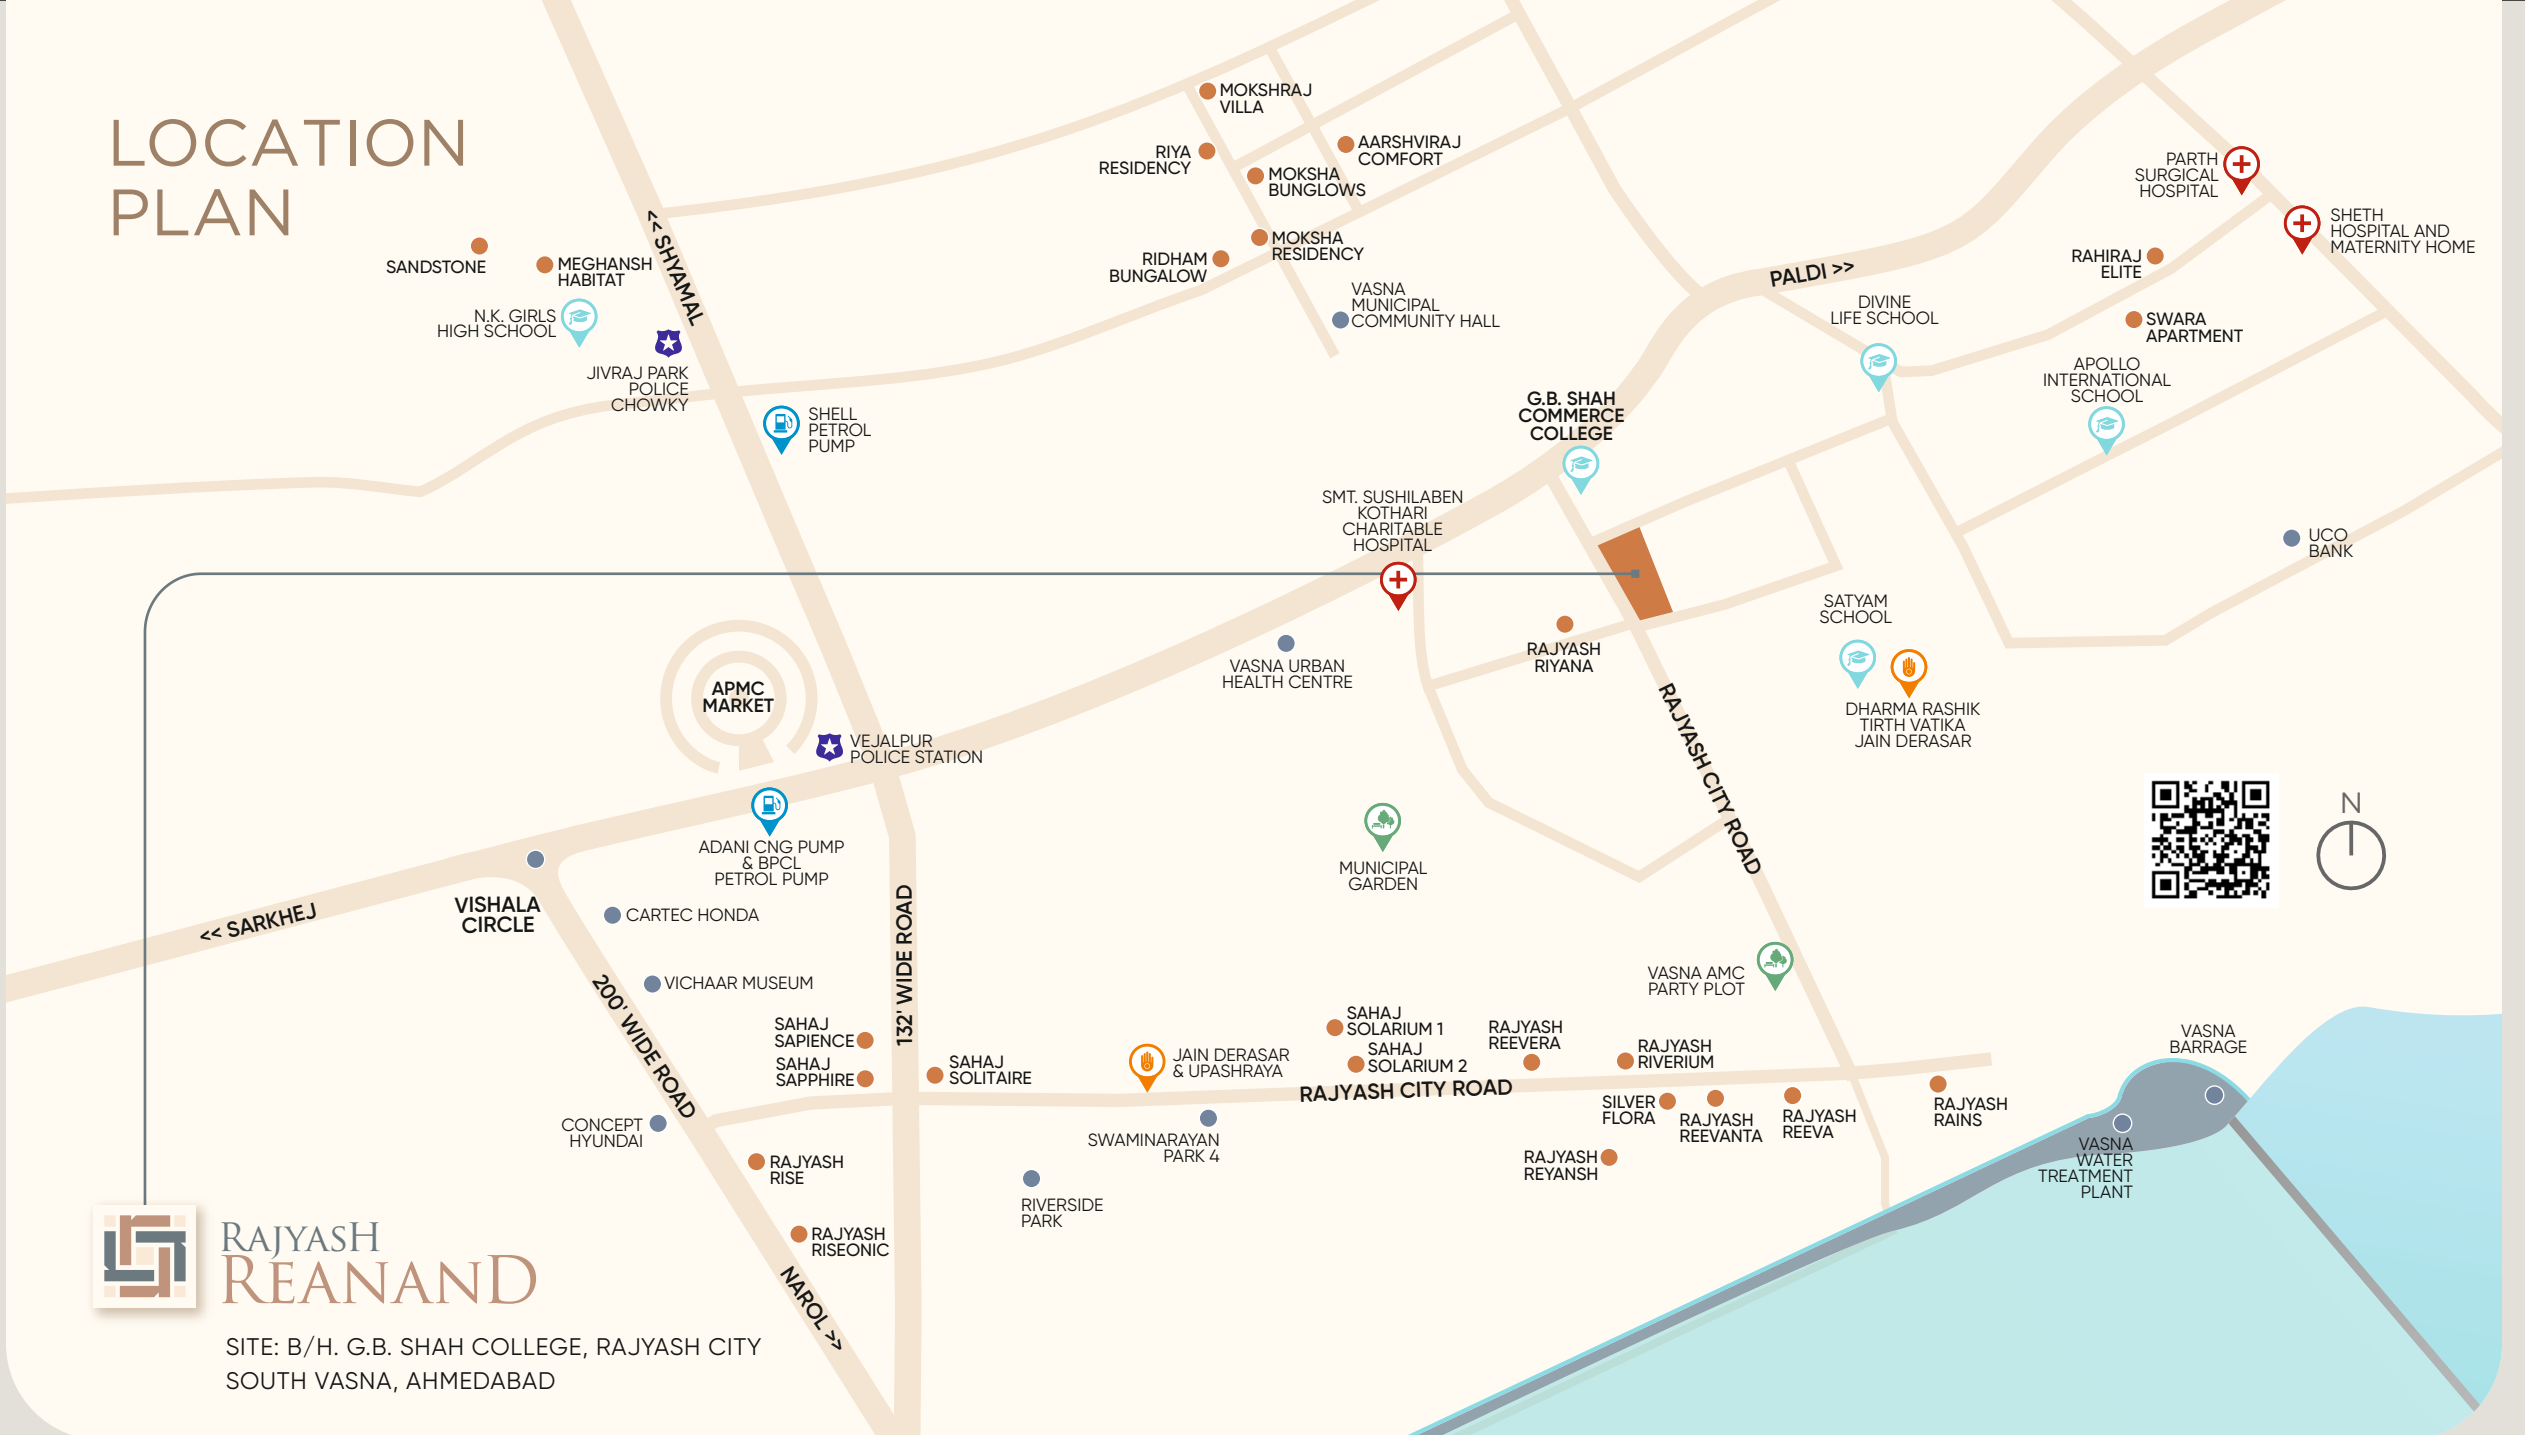 LOCATION
PLAN
<< SHYAMAL
SANDSTONE
MEGHANSH
HABITAT
N.K. GIRLS
HIGH SCHOOL
JIVRAJ PARK
POLICE
CHOWKY
SHELL
PETROL
PUMP
MOKSHRAJ
VILLA
RIYA
RESIDENCY
AARSHVIRAJ
COMFORT
MOKSHA
BUNGLOWS
MOKSHA
RESIDENCY
RIDHAM
BUNGALOW
VASNA
MUNICIPAL
COMMUNITY HALL
PALDI >>
DIVINE
LIFE SCHOOL
PARTH
SURGICAL
HOSPITAL
SHETH
HOSPITAL AND
MATERNITY HOME
RAHIRAJ
ELITE
SWARA
APARTMENT
APOLLO
INTERNATIONAL
SCHOOL
G.B. SHAH
COMMERCE
COLLEGE
SMT. SUSHILABEN
KOTHARI
CHARITABLE
HOSPITAL
UCO
BANK
SATYAM
SCHOOL
DHARMA RASHIK
TIRTH VATIKA
JAIN DERASAR
RAJYASH
RIYANA
VASNA URBAN
HEALTH CENTRE
APMC
MARKET
VEJALPUR
POLICE STATION
ADANI CNG PUMP
& BPCL
PETROL PUMP
RAJYASH CITY ROAD
N
MUNICIPAL
GARDEN
<< SARKHEJ
VISHALA
CIRCLE
CARTEC HONDA
VICHAAR MUSEUM
200' WIDE ROAD
132' WIDE ROAD
SAHAJ
SAPIENCE
SAHAJ
SAPPHIRE
SAHAJ
SOLITAIRE
JAIN DERASAR
& UPASHRAYA
SAHAJ
SOLARIUM 1
SAHAJ
SOLARIUM 2
RAJYASH
REEVERA
RAJYASH
RIVERIUM
VASNA AMC
PARTY PLOT
RAJYASH CITY ROAD
SILVER
FLORA
RAJYASH
REEVANTA
RAJYASH
REEVA
RAJYASH
RAINS
RAJYASH
REYANSH
VASNA
BARRAGE
VASNA
WATER
TREATMENT
PLANT
CONCEPT
HYUNDAI
SWAMINARAYAN
PARK 4
RIVERSIDE
PARK
RAJYASH
RISE
RAJYASH
RISEONIC
NAROL >>
RAJYASH
REANAND
SITE: B/H. G.B. SHAH COLLEGE, RAJYASH CITY
SOUTH VASNA, AHMEDABAD